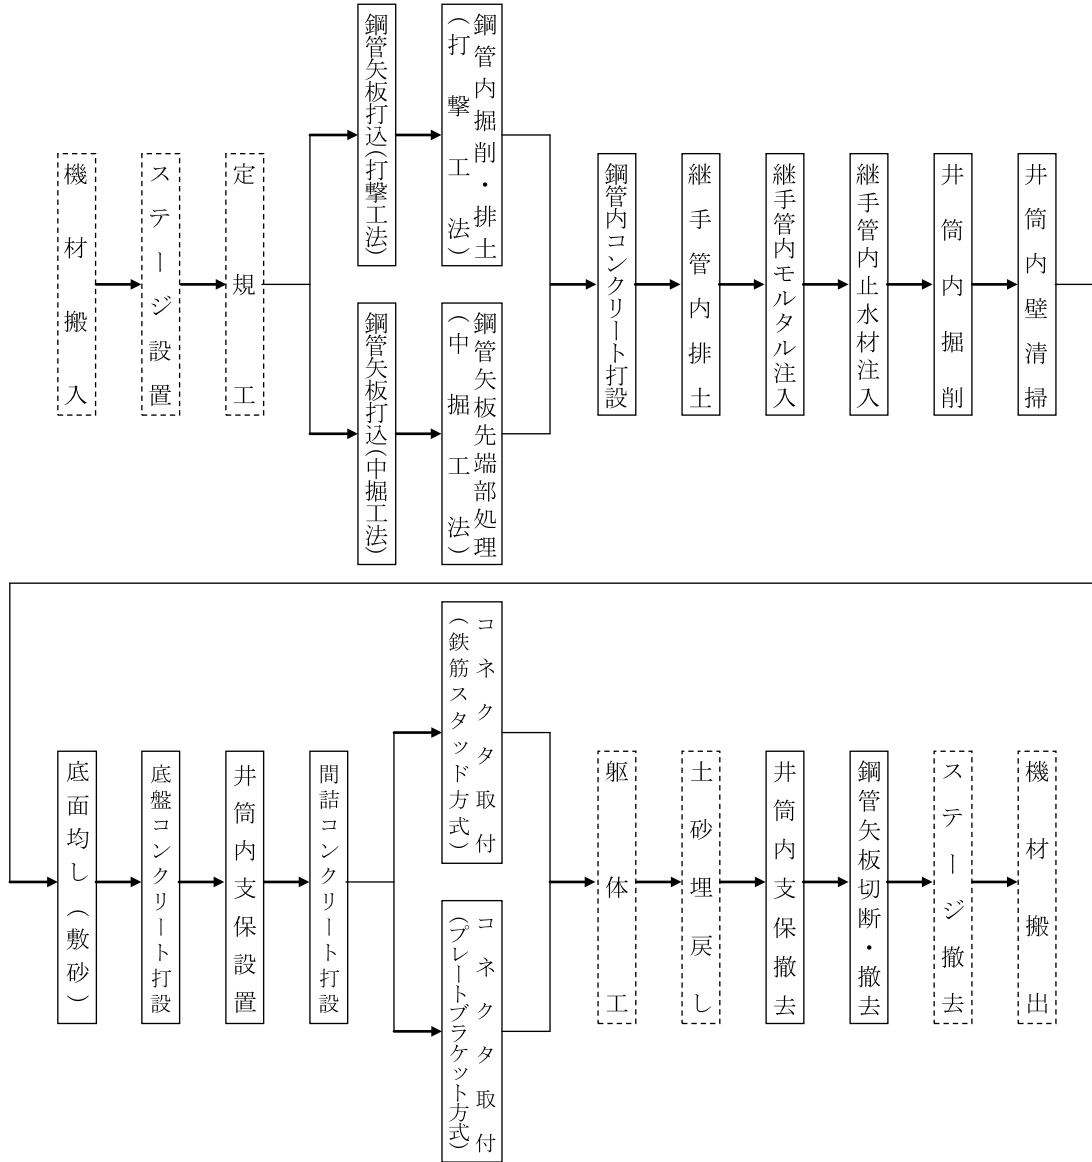 機材搬入
ステージ設置
定規工
鋼管矢板打込(打撃工法)
鋼管内掘削・排土
(打撃工法)
鋼管矢板打込(中掘工法)
鋼管矢板先端部処理
(中掘工法)
鋼管内コンクリート打設
継手管内排土
継手管内モルタル注入
継手管内止水材注入
井筒内掘削
井筒内壁清掃
底面均し(敷砂)
底盤コンクリート打設
井筒内支保設置
間詰コンクリート打設
コネクタ取付
(鉄筋スタッド方式)
コネクタ取付
(プレートブラケット方式)
躯体工
土砂埋戻し
井筒内支保撤去
鋼管矢板切断・撤去
ステージ撤去
機材搬出